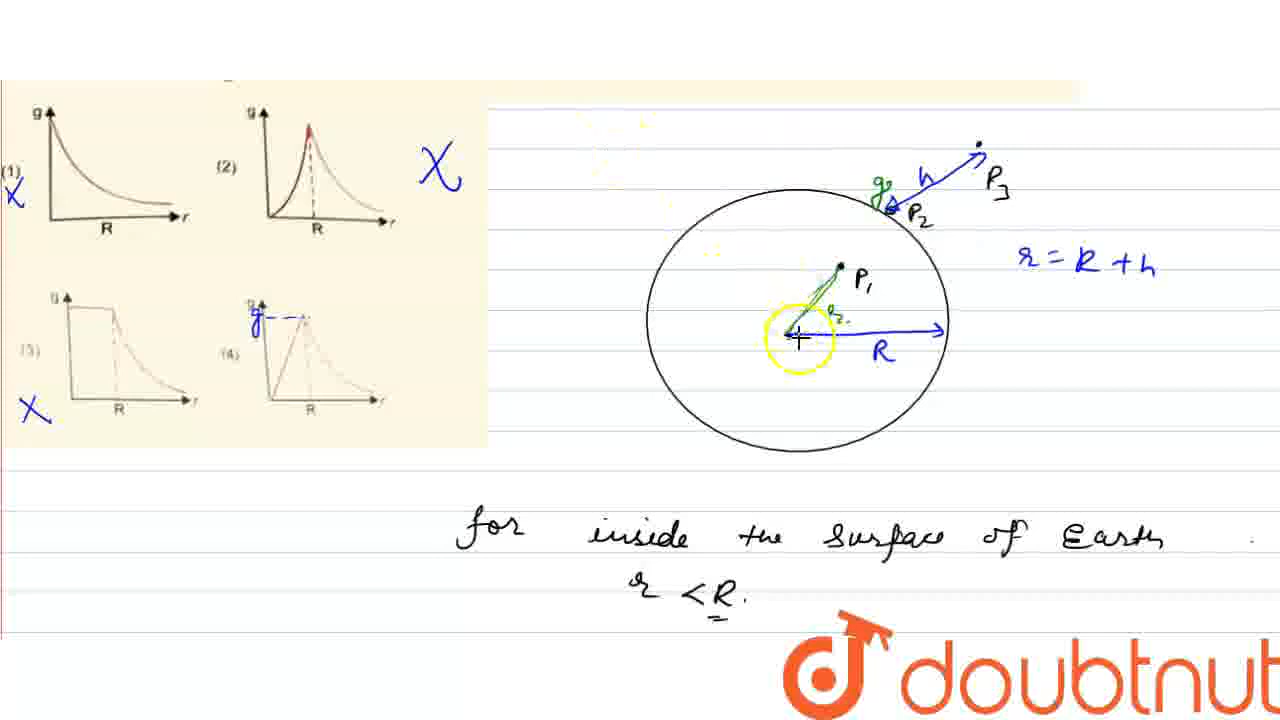 g
(1)
X
R
r
g
(2)
X
R
r
g
(3)
X
R
r
g
g
(4)
R
r
g
h
P2
P3
r = R + h
P1
r
R
for inside the surface of Earth
r < R.
doubtnut